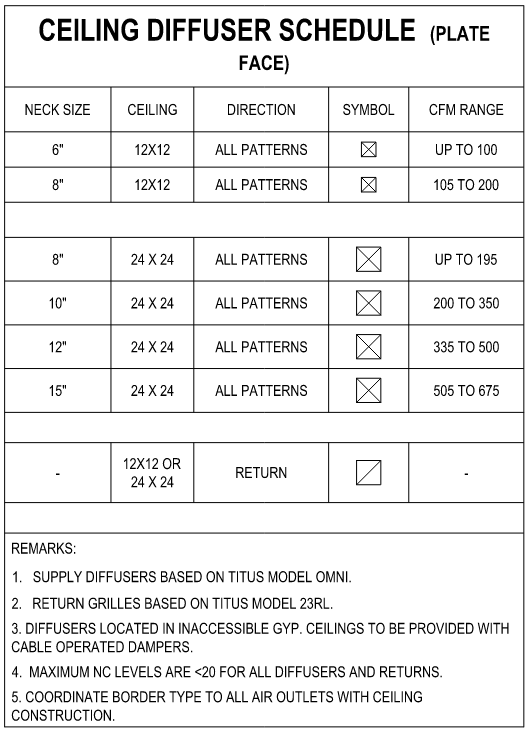 CEILING DIFFUSER SCHEDULE (PLATE
FACE)
NECK SIZE CEILING DIRECTION SYMBOL CFM RANGE
6" 12X12 ALL PATTERNS UP TO 100
8" 12X12 ALL PATTERNS 105 TO 200
8" 24 X 24 ALL PATTERNS UP TO 195
10" 24 X 24 ALL PATTERNS 200 TO 350
12" 24 X 24 ALL PATTERNS 335 TO 500
15" 24 X 24 ALL PATTERNS 505 TO 675
- 12X12 OR
24 X 24 RETURN -
REMARKS:
1. SUPPLY DIFFUSERS BASED ON TITUS MODEL OMNI.
2. RETURN GRILLES BASED ON TITUS MODEL 23RL.
3. DIFFUSERS LOCATED IN INACCESSIBLE GYP. CEILINGS TO BE PROVIDED WITH
CABLE OPERATED DAMPERS.
4. MAXIMUM NC LEVELS ARE <20 FOR ALL DIFFUSERS AND RETURNS.
5. COORDINATE BORDER TYPE TO ALL AIR OUTLETS WITH CEILING
CONSTRUCTION.